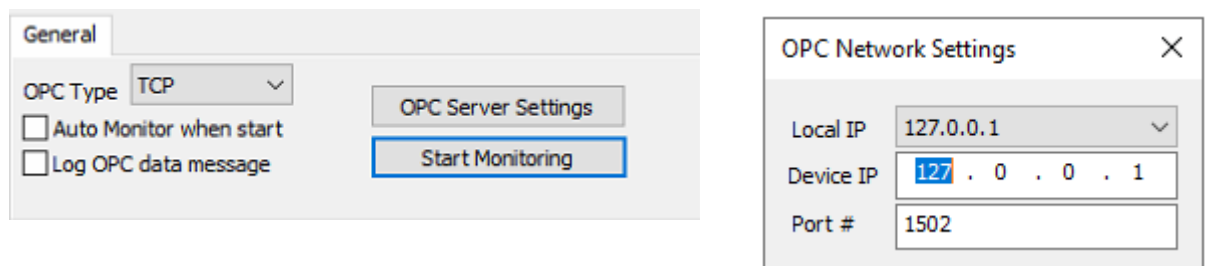 General
OPC Type TCP
OPC Server Settings
Auto Monitor when start
Log OPC data message
Start Monitoring
OPC Network Settings
Local IP 127.0.0.1
Device IP 127 . 0 . 0 . 1
Port # 1502